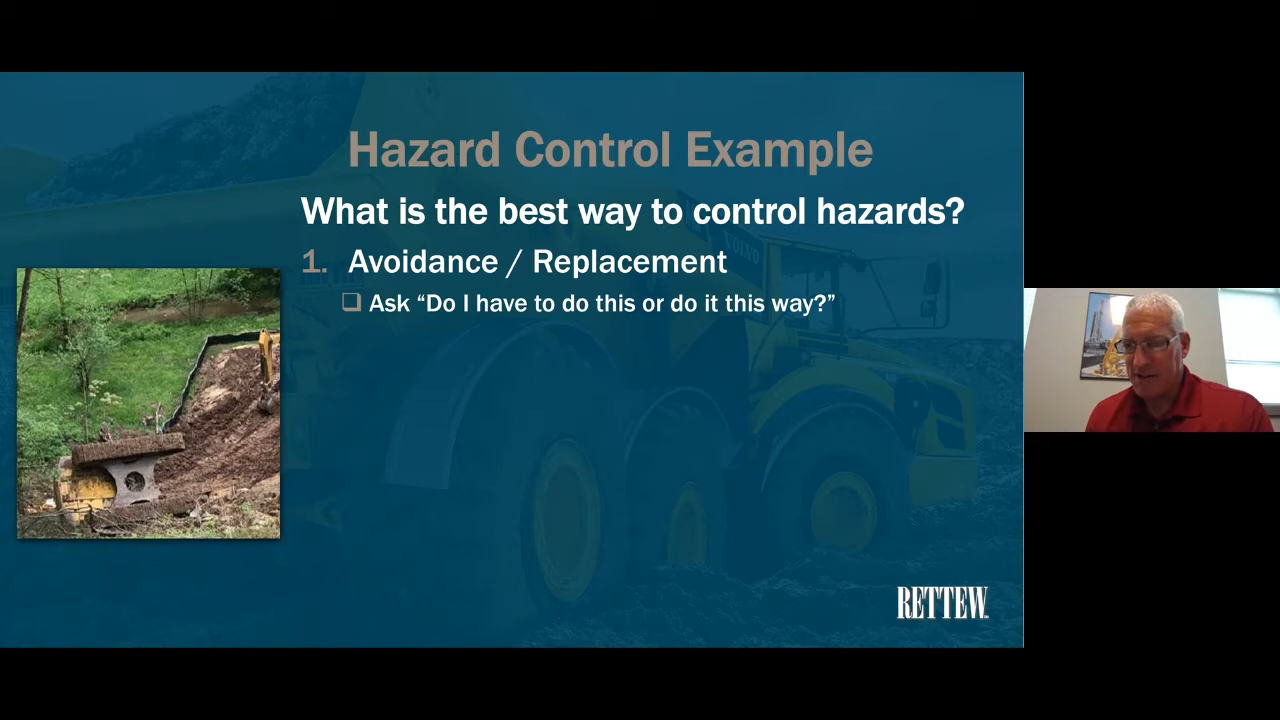 Hazard Control Example
What is the best way to control hazards?
1. Avoidance / Replacement
❑ Ask “Do I have to do this or do it this way?”
VOLVO
RETTEW